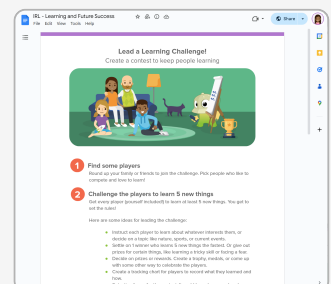 IRL - Learning and Future Success
File Edit View Tools Help
Share
Lead a Learning Challenge!
Create a contest to keep people learning
1 Find some players
Round up your family or friends to join the challenge. Pick people who like to
compete and love to learn!
2 Challenge the players to learn 5 new things
Get every player (yourself included!) to learn at least 5 new things. You get to
set the rules!
Here are some ideas for leading the challenge:
Instruct each player to learn about whatever interests them, or
decide on a topic like nature, sports, or current events.
Settle on 1 winner who learns 5 new things the fastest. Or give out
prizes for certain things, like learning a tricky skill or facing a fear.
Decide on prizes or rewards. Create a trophy, medals, or come up
with some other way to celebrate the players.
Create a tracking chart for players to record what they learned and
how.